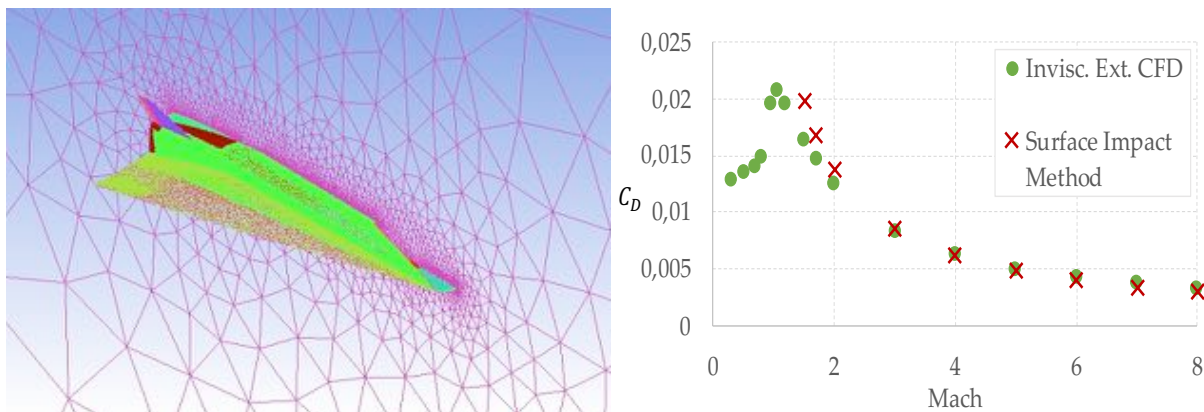 0,025
0,02
0,015
0,01
0,005
0
C_D
Invisc. Ext. CFD
Surface Impact
Method
0 2 4 6 8
Mach